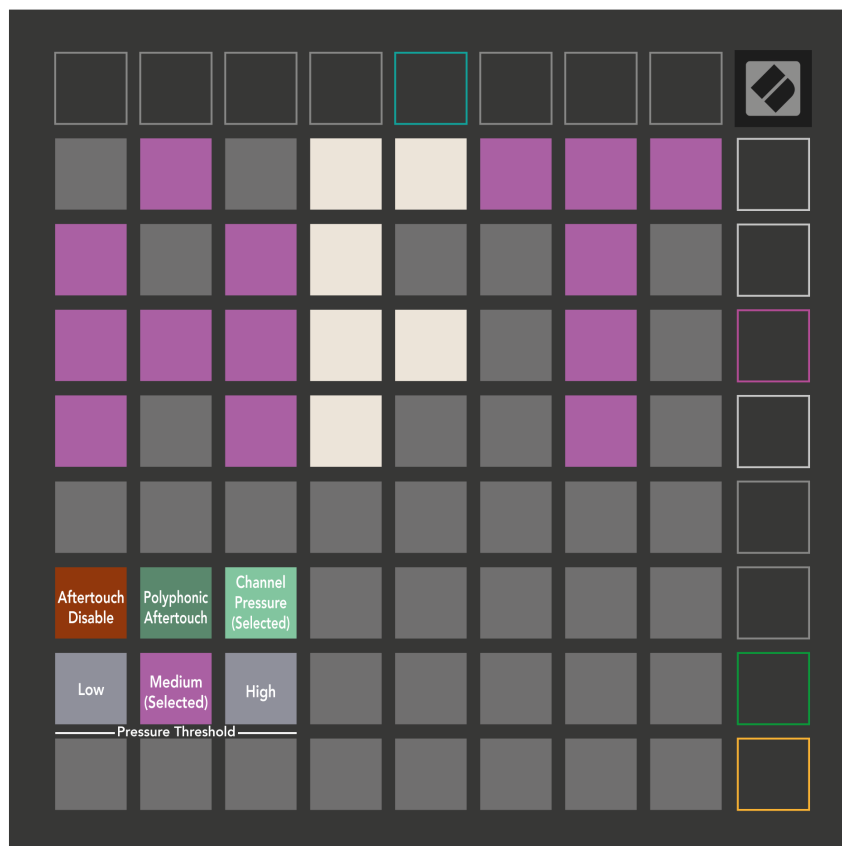 Aftertouch
Disable
Polyphonic
Aftertouch
Channel
Pressure
(Selected)
Low
Medium
(Selected)
High
Pressure Threshold